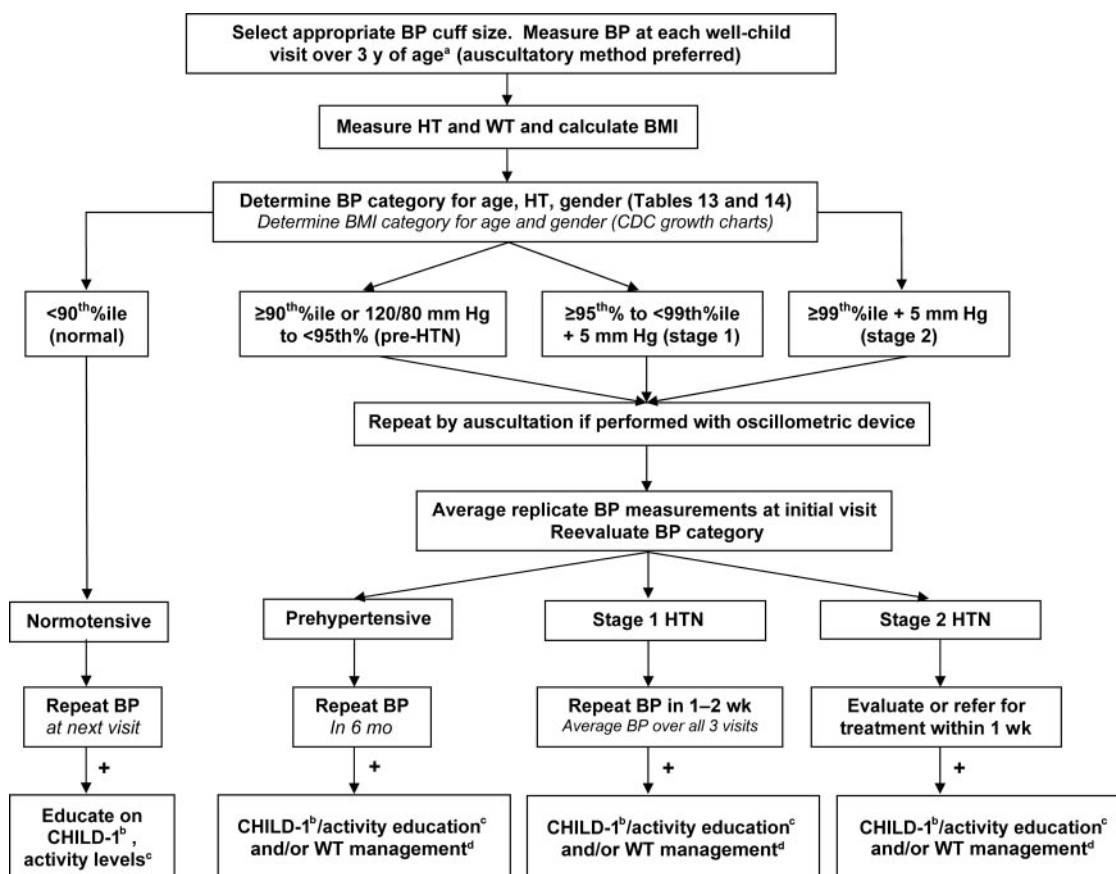 Select appropriate BP cuff size.  Measure BP at each well-child
visit over 3 y of ageᵃ (auscultatory method preferred)
Measure HT and WT and calculate BMI
Determine BP category for age, HT, gender (Tables 13 and 14)
Determine BMI category for age and gender (CDC growth charts)
<90ᵗʰ%ile
(normal)
≥90ᵗʰ%ile or 120/80 mm Hg
to <95th% (pre-HTN)
≥95ᵗʰ% to <99th%ile
+ 5 mm Hg (stage 1)
≥99ᵗʰ%ile + 5 mm Hg
(stage 2)
Repeat by auscultation if performed with oscillometric device
Average replicate BP measurements at initial visit
Reevaluate BP category
Normotensive
Prehypertensive
Stage 1 HTN
Stage 2 HTN
Repeat BP
at next visit
Repeat BP
In 6 mo
Repeat BP in 1–2 wk
Average BP over all 3 visits
Evaluate or refer for
treatment within 1 wk
+
+
+
+
Educate on
CHILD-1ᵇ ,
activity levelsᶜ
CHILD-1ᵇ/activity educationᶜ
and/or WT managementᵈ
CHILD-1ᵇ/activity educationᶜ
and/or WT managementᵈ
CHILD-1ᵇ/activity educationᶜ
and/or WT managementᵈ